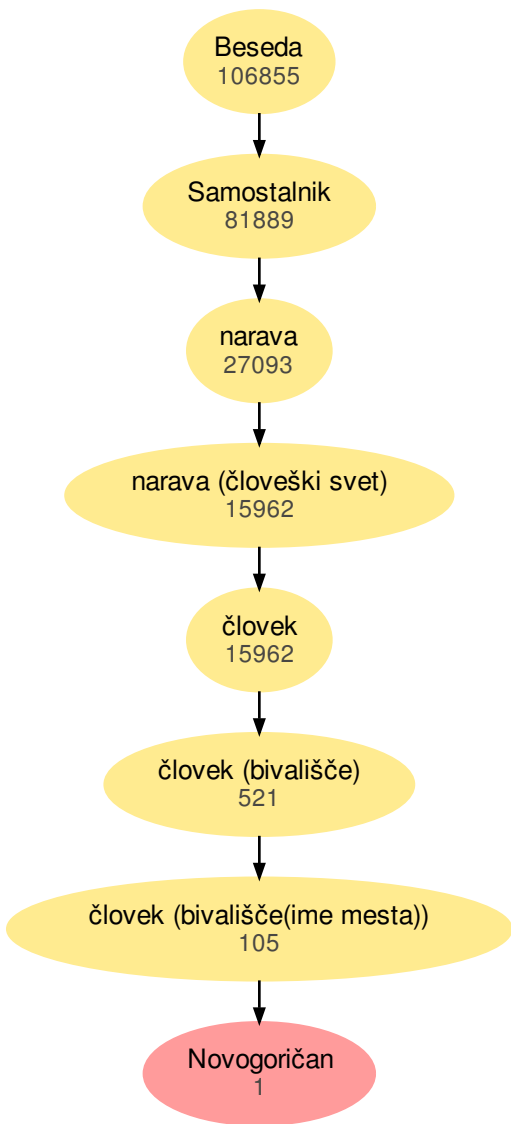 Beseda
106855
Samostalnik
81889
narava
27093
narava (človeški svet)
15962
človek
15962
človek (bivališče)
521
človek (bivališče(ime mesta))
105
Novogoričan
1